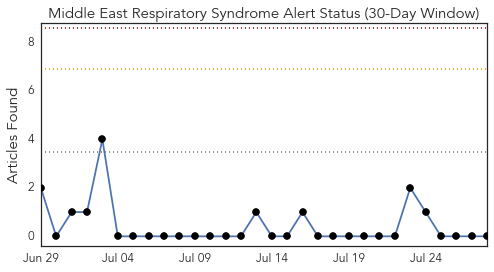 Middle East Respiratory Syndrome Alert Status (30-Day Window)
Articles Found
8
6
4
2
0
Jun 29
Jul 04
Jul 09
Jul 14
Jul 19
Jul 24